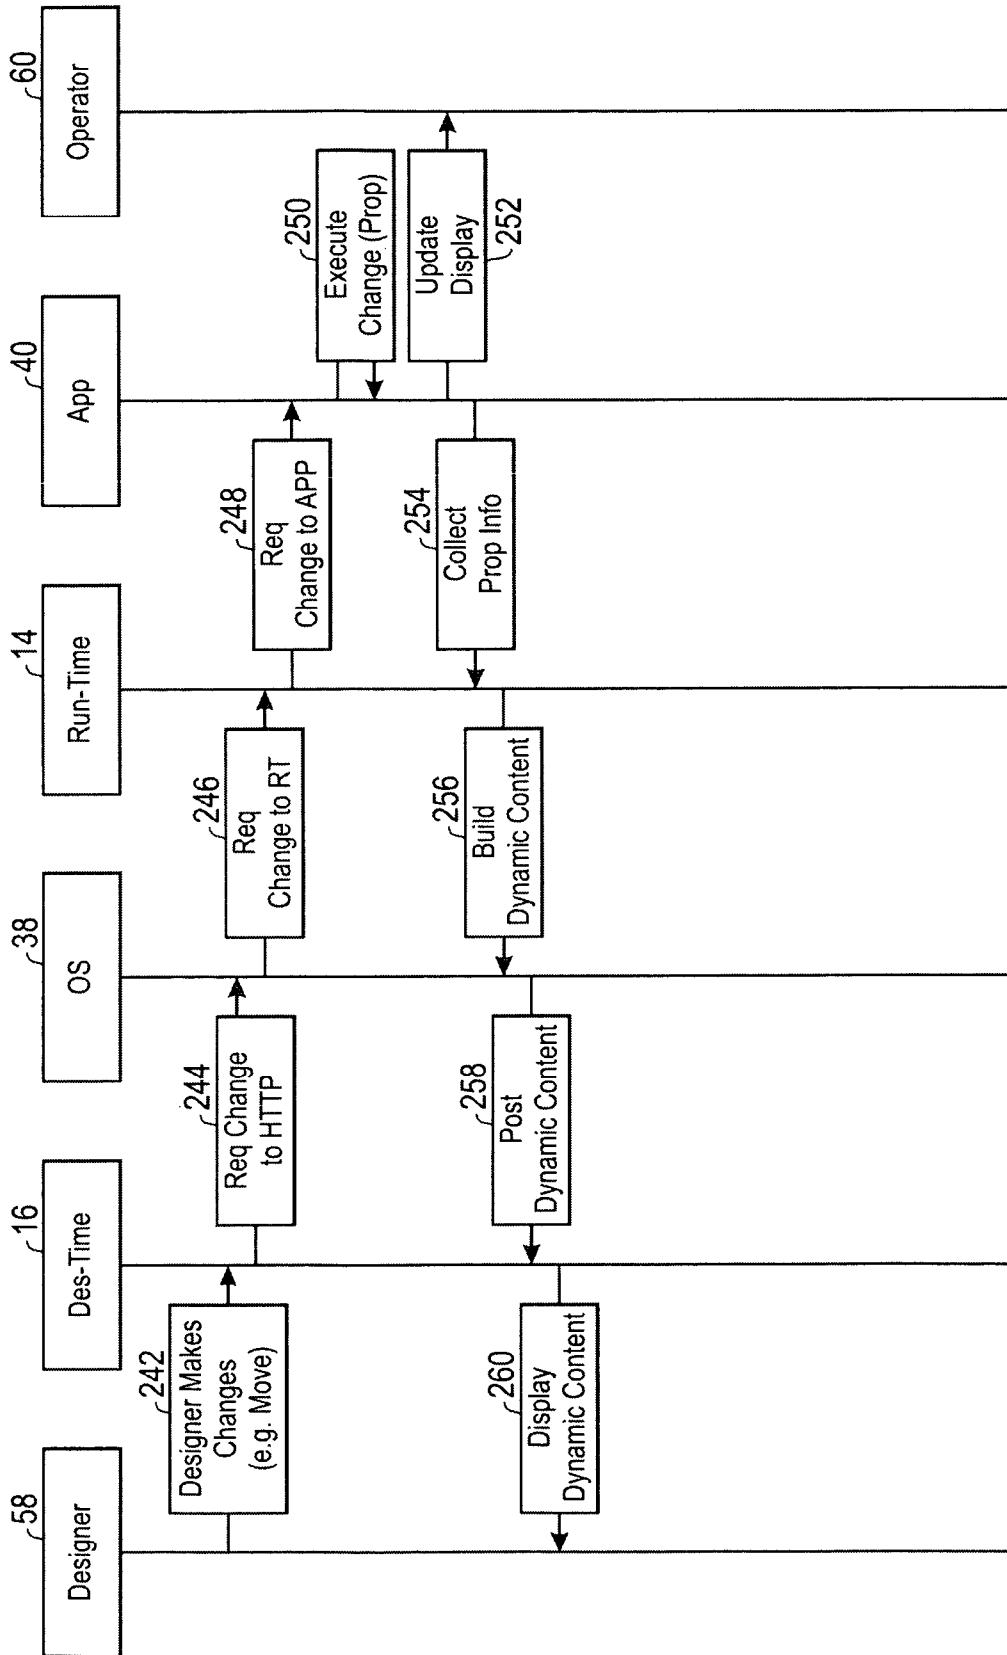 58
Designer
16
Des-Time
38
OS
14
Run-Time
40
App
60
Operator
242
Designer Makes
Changes
(e.g. Move)
244
Req Change
to HTTP
246
Req
Change to RT
248
Req
Change to APP
250
Execute
Change (Prop)
Update
Display
252
254
Collect
Prop Info
256
Build
Dynamic Content
258
Post
Dynamic Content
260
Display
Dynamic Content